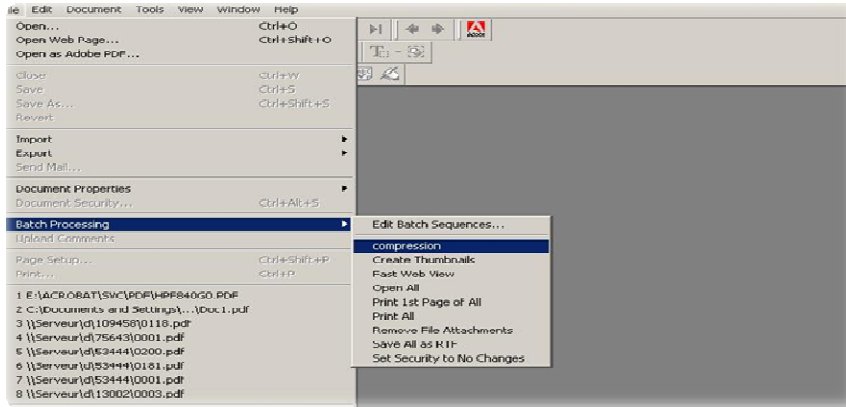 le Edit Document Tools View Window Help
Open... Ctrl+O
Open Web Page... Ctrl+Shift+O
Open as Adobe PDF...
Close Ctrl+W
Save Ctrl+S
Save As... Ctrl+Shift+S
Revert
Import
Export
Send Mail...
Document Properties
Document Security... Ctrl+Alt+S
Batch Processing
Upload Comments
Page Setup... Ctrl+Shift+P
Print... Ctrl+P
1 E:\ACROBAT\SVC\PDF\HPF840G0.PDF
2 C:\Documents and Settings\...\Doc1.pdf
3 \\Serveur\d\109458\0118.pdf
4 \\Serveur\d\75643\0001.pdf
5 \\Serveur\d\53444\0200.pdf
6 \\Serveur\d\53444\0181.pdf
7 \\Serveur\d\53444\0001.pdf
8 \\Serveur\d\13002\0003.pdf
Edit Batch Sequences...
compression
Create Thumbnails
Fast Web View
Open All
Print 1st Page of All
Print All
Remove File Attachments
Save All as RTF
Set Security to No Changes
Adobe